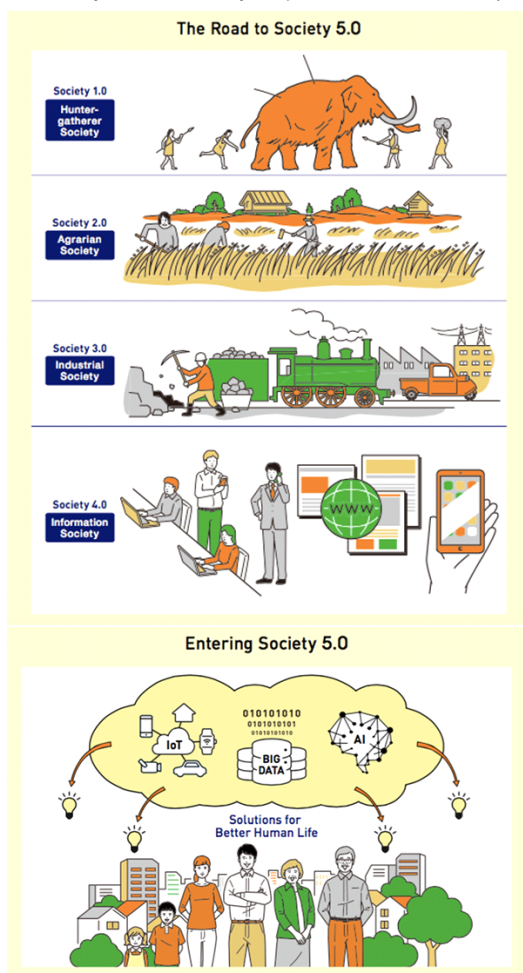 The Road to Society 5.0
Society 1.0
Hunter-
gatherer
Society
Society 2.0
Agrarian
Society
Society 3.0
Industrial
Society
Society 4.0
Information
Society
WWW
Entering Society 5.0
IoT
010101010
0101010101
01010101010
BIG
DATA
AI
Solutions for
Better Human Life